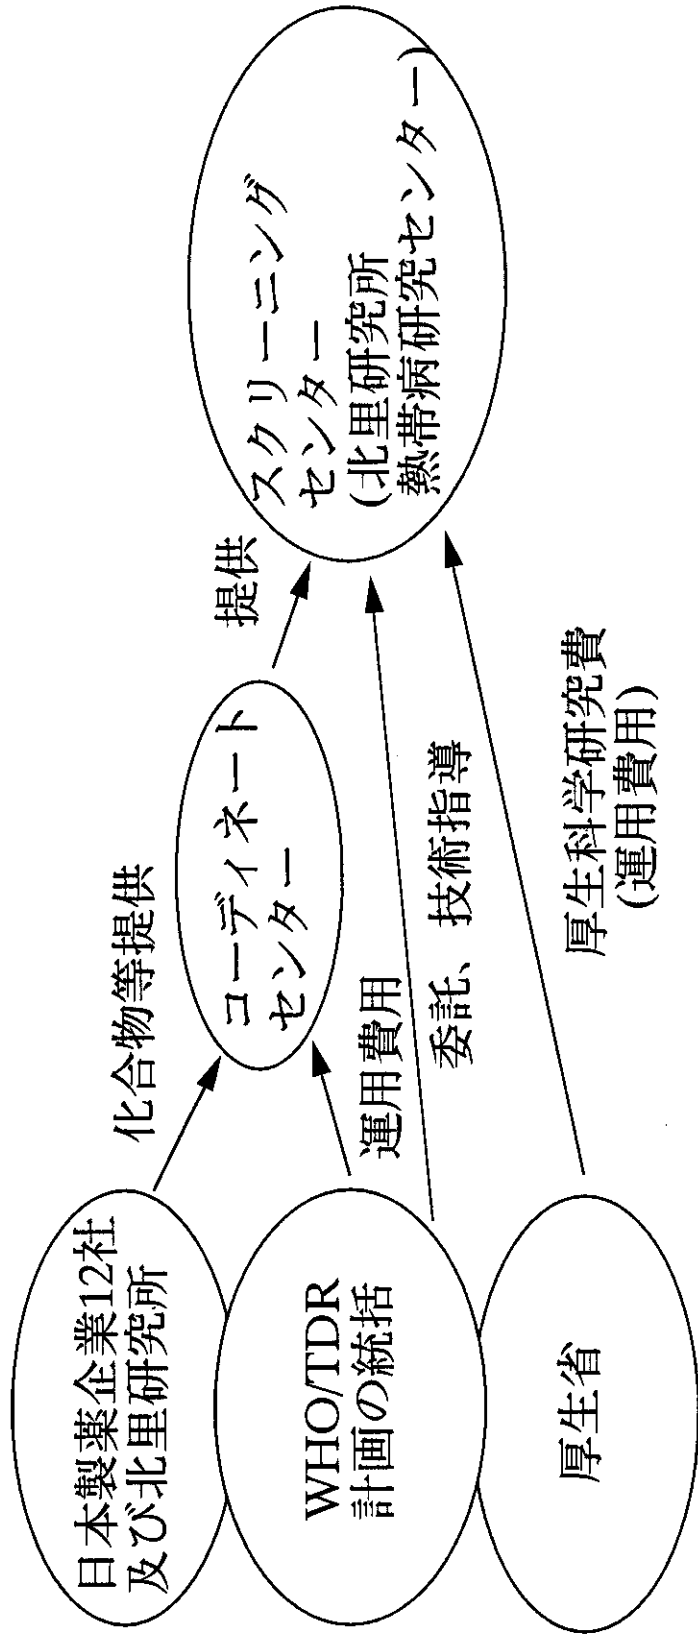 日本製薬企業12社
及び北里研究所
WHO/TDR
計画の統括
厚生省
化合物等提供
運用費用
コーディネート
センター
委託、技術指導
厚生科学研究費
(運用費用)
提供
スクリーニング
センター
(北里研究所
熱帯病研究センター)